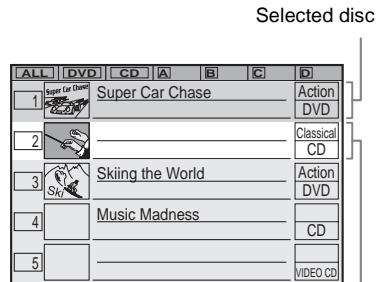 Selected disc
ALL DVD CD A B C D
1 Super Car Chase Super Car Chase Action
DVD
2 Classical
CD
3 Ski Skiing the World Action
DVD
4 Music Madness
CD
5
VIDEO CD